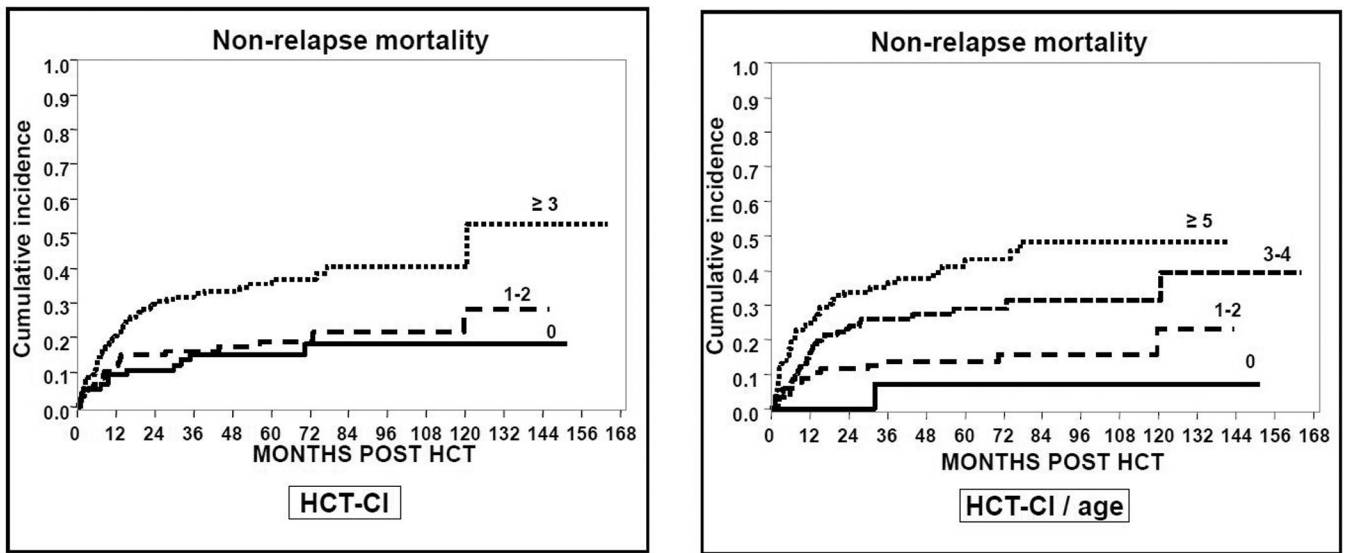 Non-relapse mortality
Cumulative incidence
1.0
0.9
0.8
0.7
0.6
0.5
0.4
0.3
0.2
0.1
0.0
≥ 3
1-2
0
0 12 24 36 48 60 72 84 96 108 120 132 144 156 168
MONTHS POST HCT
HCT-CI
Non-relapse mortality
Cumulative incidence
1.0
0.9
0.8
0.7
0.6
0.5
0.4
0.3
0.2
0.1
0.0
≥ 5
3-4
1-2
0
0 12 24 36 48 60 72 84 96 108 120 132 144 156 168
MONTHS POST HCT
HCT-CI / age